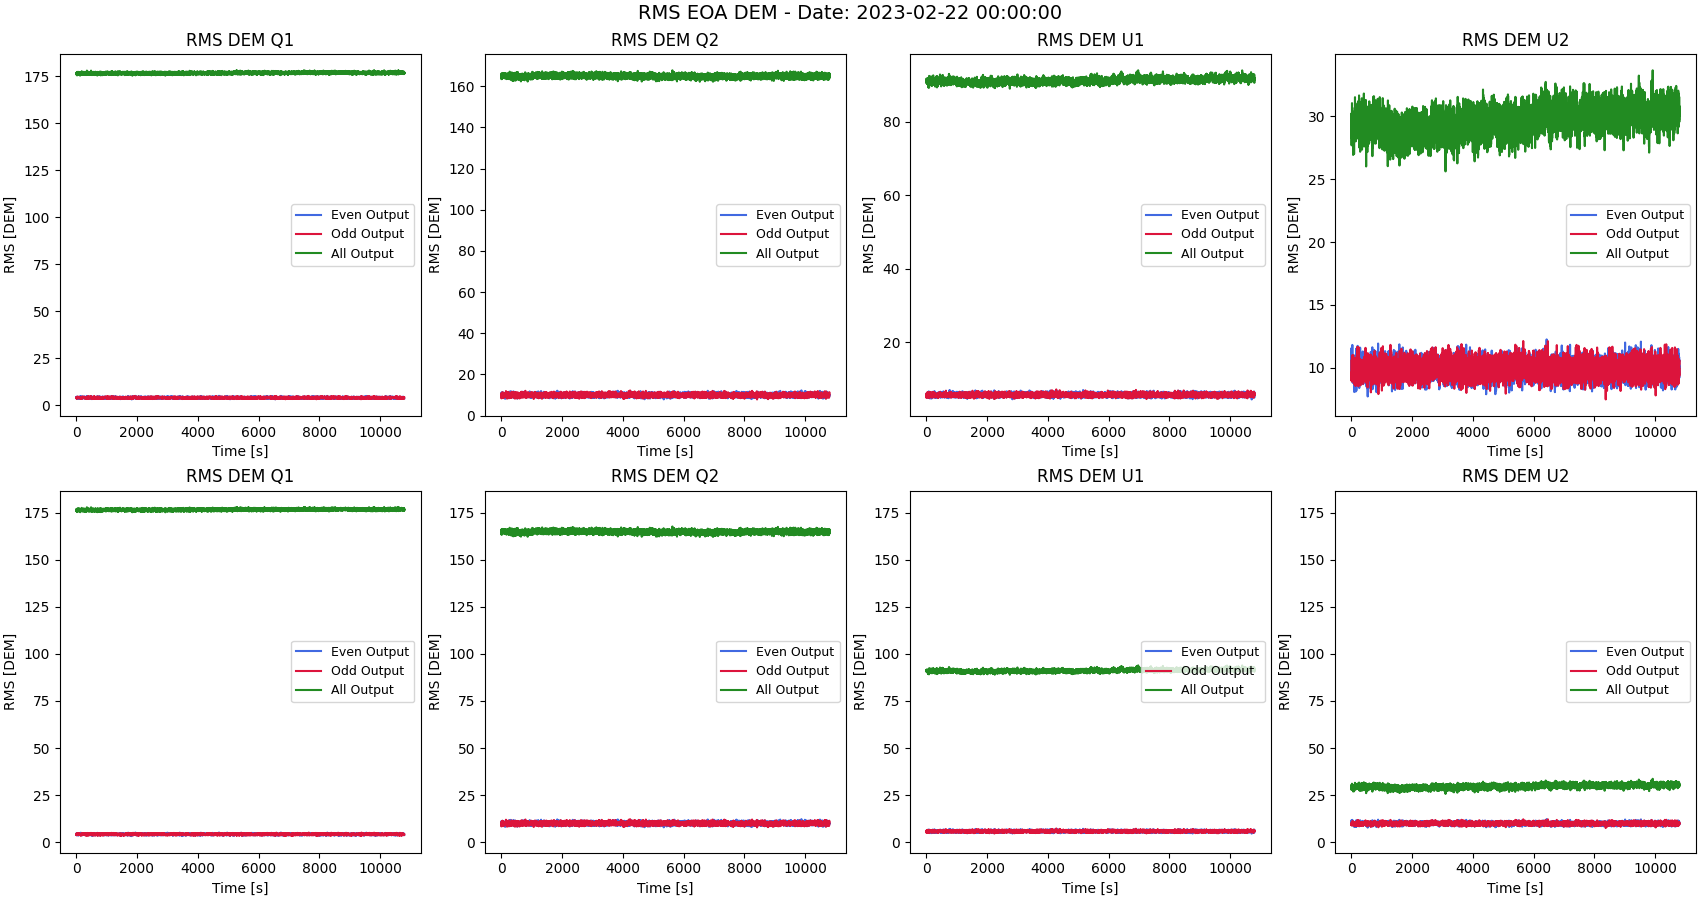 RMS EOA DEM - Date: 2023-02-22 00:00:00
RMS DEM Q1
RMS [DEM]
175
150
125
100
75
50
25
0
Even Output
Odd Output
All Output
0 2000 4000 6000 8000 10000
Time [s]
RMS DEM Q2
RMS [DEM]
160
140
120
100
80
60
40
20
0
Even Output
Odd Output
All Output
0 2000 4000 6000 8000 10000
Time [s]
RMS DEM U1
RMS [DEM]
80
60
40
20
Even Output
Odd Output
All Output
0 2000 4000 6000 8000 10000
Time [s]
RMS DEM U2
RMS [DEM]
30
25
20
15
10
Even Output
Odd Output
All Output
0 2000 4000 6000 8000 10000
Time [s]
RMS DEM Q1
RMS [DEM]
175
150
125
100
75
50
25
0
Even Output
Odd Output
All Output
0 2000 4000 6000 8000 10000
Time [s]
RMS DEM Q2
RMS [DEM]
175
150
125
100
75
50
25
0
Even Output
Odd Output
All Output
0 2000 4000 6000 8000 10000
Time [s]
RMS DEM U1
RMS [DEM]
175
150
125
100
75
50
25
0
Even Output
Odd Output
All Output
0 2000 4000 6000 8000 10000
Time [s]
RMS DEM U2
RMS [DEM]
175
150
125
100
75
50
25
0
Even Output
Odd Output
All Output
0 2000 4000 6000 8000 10000
Time [s]